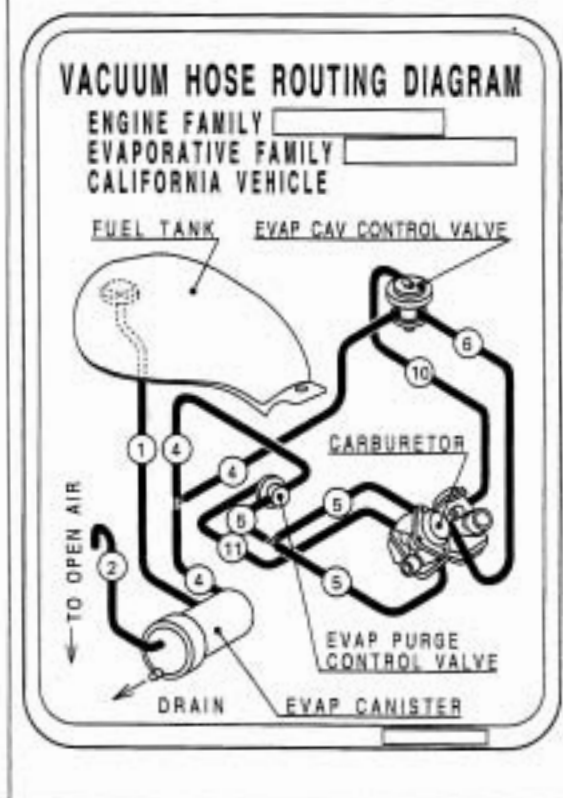 VACUUM HOSE ROUTING DIAGRAM
ENGINE FAMILY
EVAPORATIVE FAMILY
CALIFORNIA VEHICLE
FUEL TANK
EVAP CAV CONTROL VALVE
6
10
1
4
4
CARBURETOR
5
5
11
2
4
5
TO OPEN AIR
EVAP PURGE
CONTROL VALVE
DRAIN
EVAP CANISTER